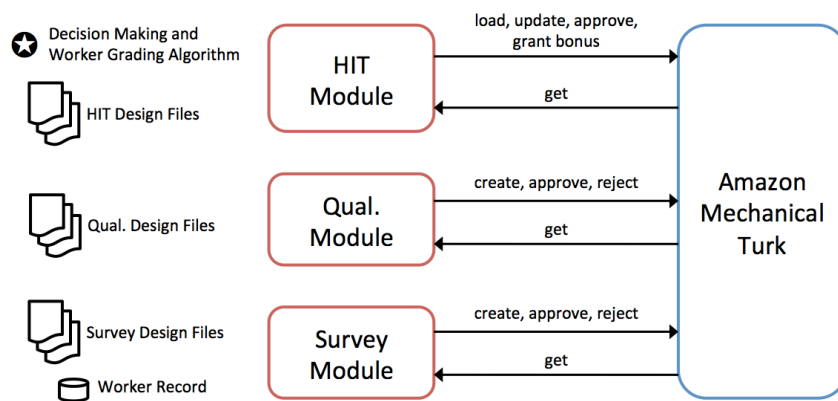 Decision Making and
Worker Grading Algorithm
HIT Design Files
HIT
Module
load, update, approve,
grant bonus
get
Qual. Design Files
Qual.
Module
create, approve, reject
get
Survey Design Files
Worker Record
Survey
Module
create, approve, reject
get
Amazon
Mechanical
Turk